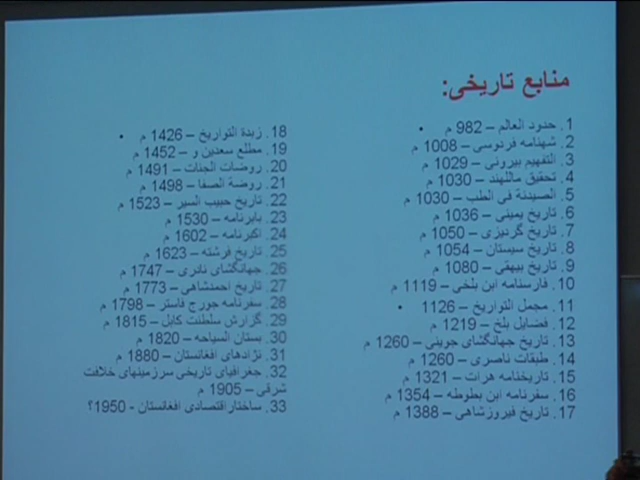 منابع تاریخی:
1. حدود العالم – 982 م
2. شهنامه فردوسی – 1008 م
3. التفهیم بیرونی – 1029 م
4. تحقیق ماللهند – 1030 م
5. الصیدنة فی الطب – 1030 م
6. تاریخ یمینی – 1036 م
7. تاریخ گردیزی – 1050 م
8. تاریخ سیستان – 1054 م
9. تاریخ بیهقی – 1080 م
10. فارسنامه ابن بلخی – 1119 م
11. مجمل التواریخ – 1126
12. فضایل بلخ – 1219 م
13. تاریخ جهانگشای جوینی – 1260 م
14. طبقات ناصری – 1260 م
15. تاریخنامه هرات – 1321 م
16. سفرنامه ابن بطوطه – 1354 م
17. تاریخ فیروزشاهی – 1388 م
18. زبدة التواریخ – 1426 م
19. مطلع سعدین و – 1452 م
20. روضات الجنات – 1491 م
21. روضة الصفا – 1498 م
22. تاریخ حبیب السیر – 1523 م
23. بابرنامه – 1530 م
24. اکبرنامه – 1602 م
25. تاریخ فرشته – 1623 م
26. جهانگشای نادری – 1747 م
27. تاریخ احمدشاهی – 1773 م
28. سفرنامه جورج فاستر – 1798 م
29. گزارش سلطنت کابل – 1815 م
30. بستان السیاحه – 1820 م
31. نژادهای افغانستان – 1880 م
32. جغرافیای تاریخی سرزمینهای خلافت
شرقی – 1905 م
33. ساختار اقتصادی افغانستان - 1950؟